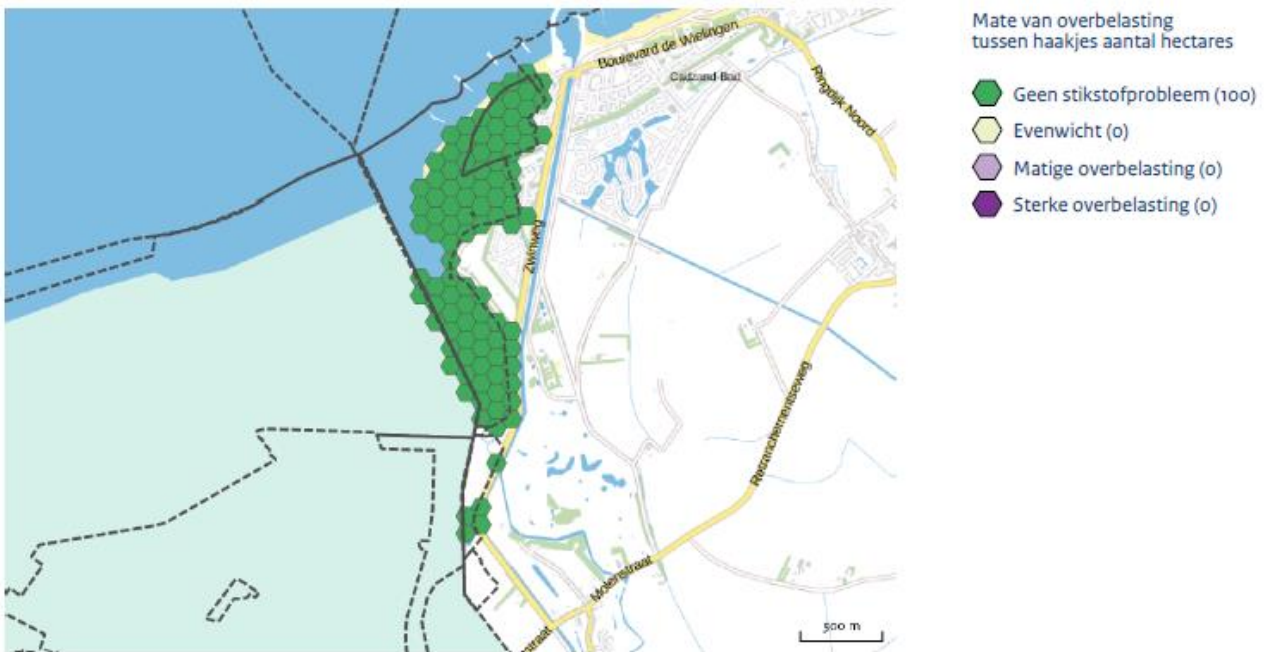 Mate van overbelasting
tussen haakjes aantal hectares
Geen stikstofprobleem (100)
Evenwicht (0)
Matige overbelasting (0)
Sterke overbelasting (0)
Boulevard de Wielingen
Cadzand-Bad
Ringdijk Noord
Zwinweg
Retranchementseweg
Molenstraat
straat
500 m